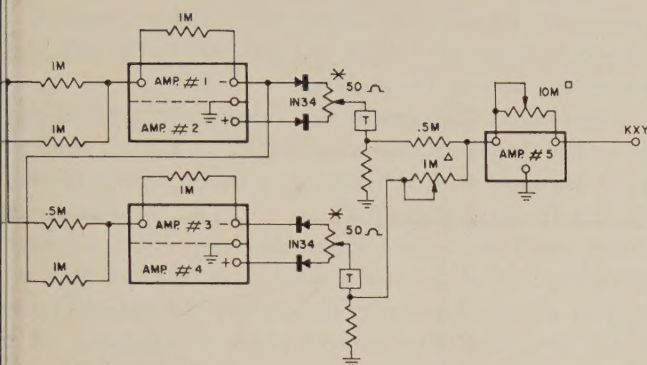 1M
1M
AMP. # 1 −
✳
50 Ω
1N34
10M □
AMP. # 2 +
T
KXY
1M
.5M
1M △
AMP. # 5
1M
.5M
AMP. # 3 −
✳
50 Ω
1N34
AMP. # 4 +
1M
T